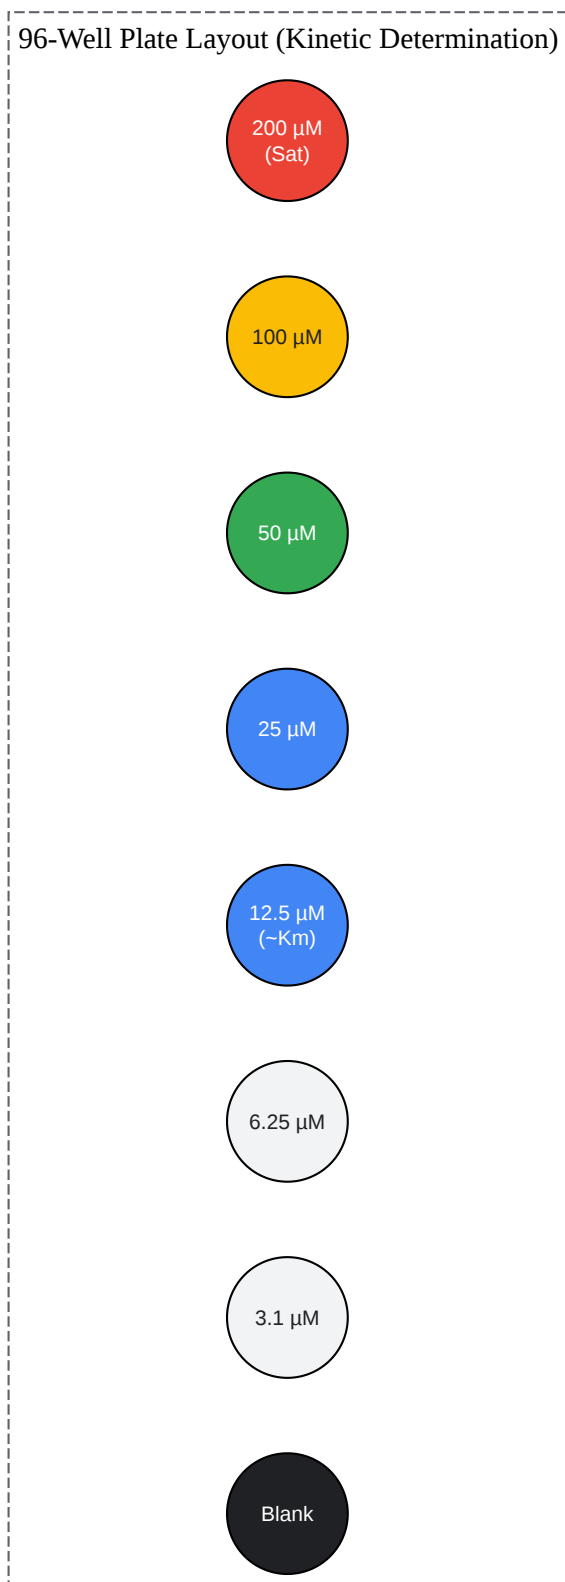 96-Well Plate Layout (Kinetic Determination)
200 µM
(Sat)
100 µM
50 µM
25 µM
12.5 µM
(~Km)
6.25 µM
3.1 µM
Blank